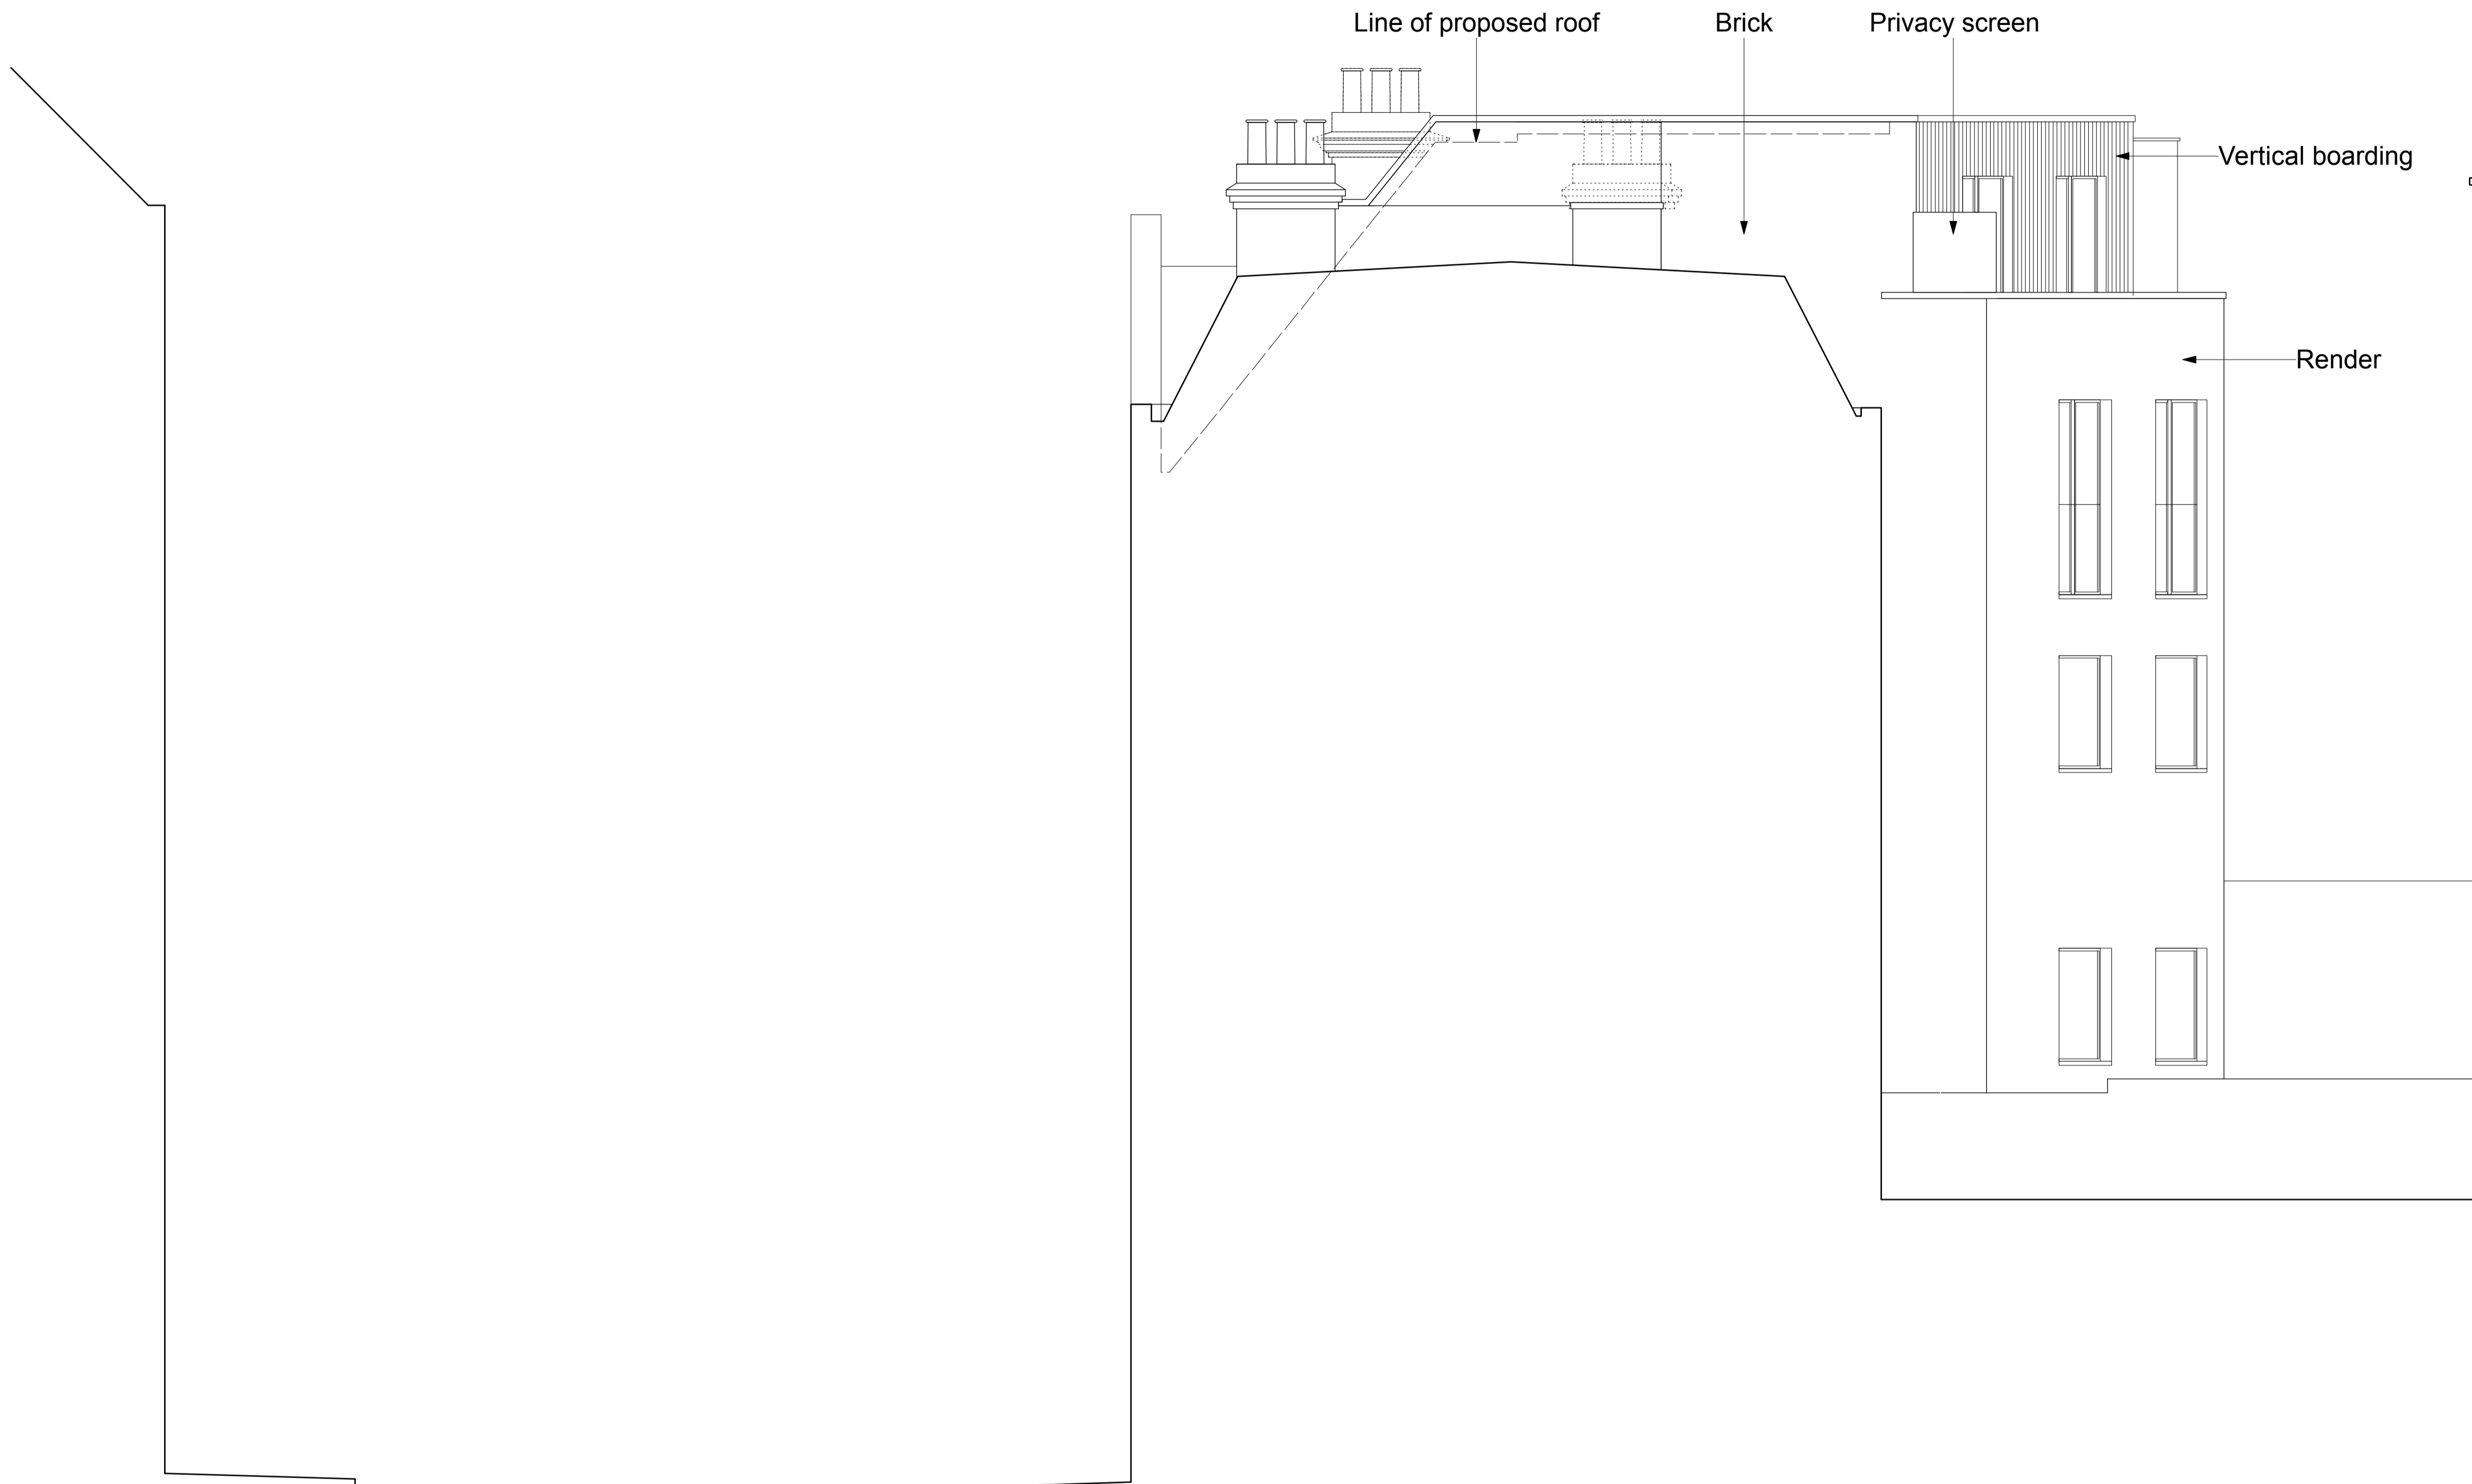 Line of proposed roof
Brick
Privacy screen
Vertical boarding
Render